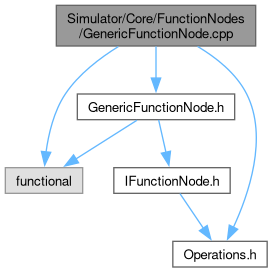 Simulator/Core/FunctionNodes
/GenericFunctionNode.cpp
GenericFunctionNode.h
functional
IFunctionNode.h
Operations.h